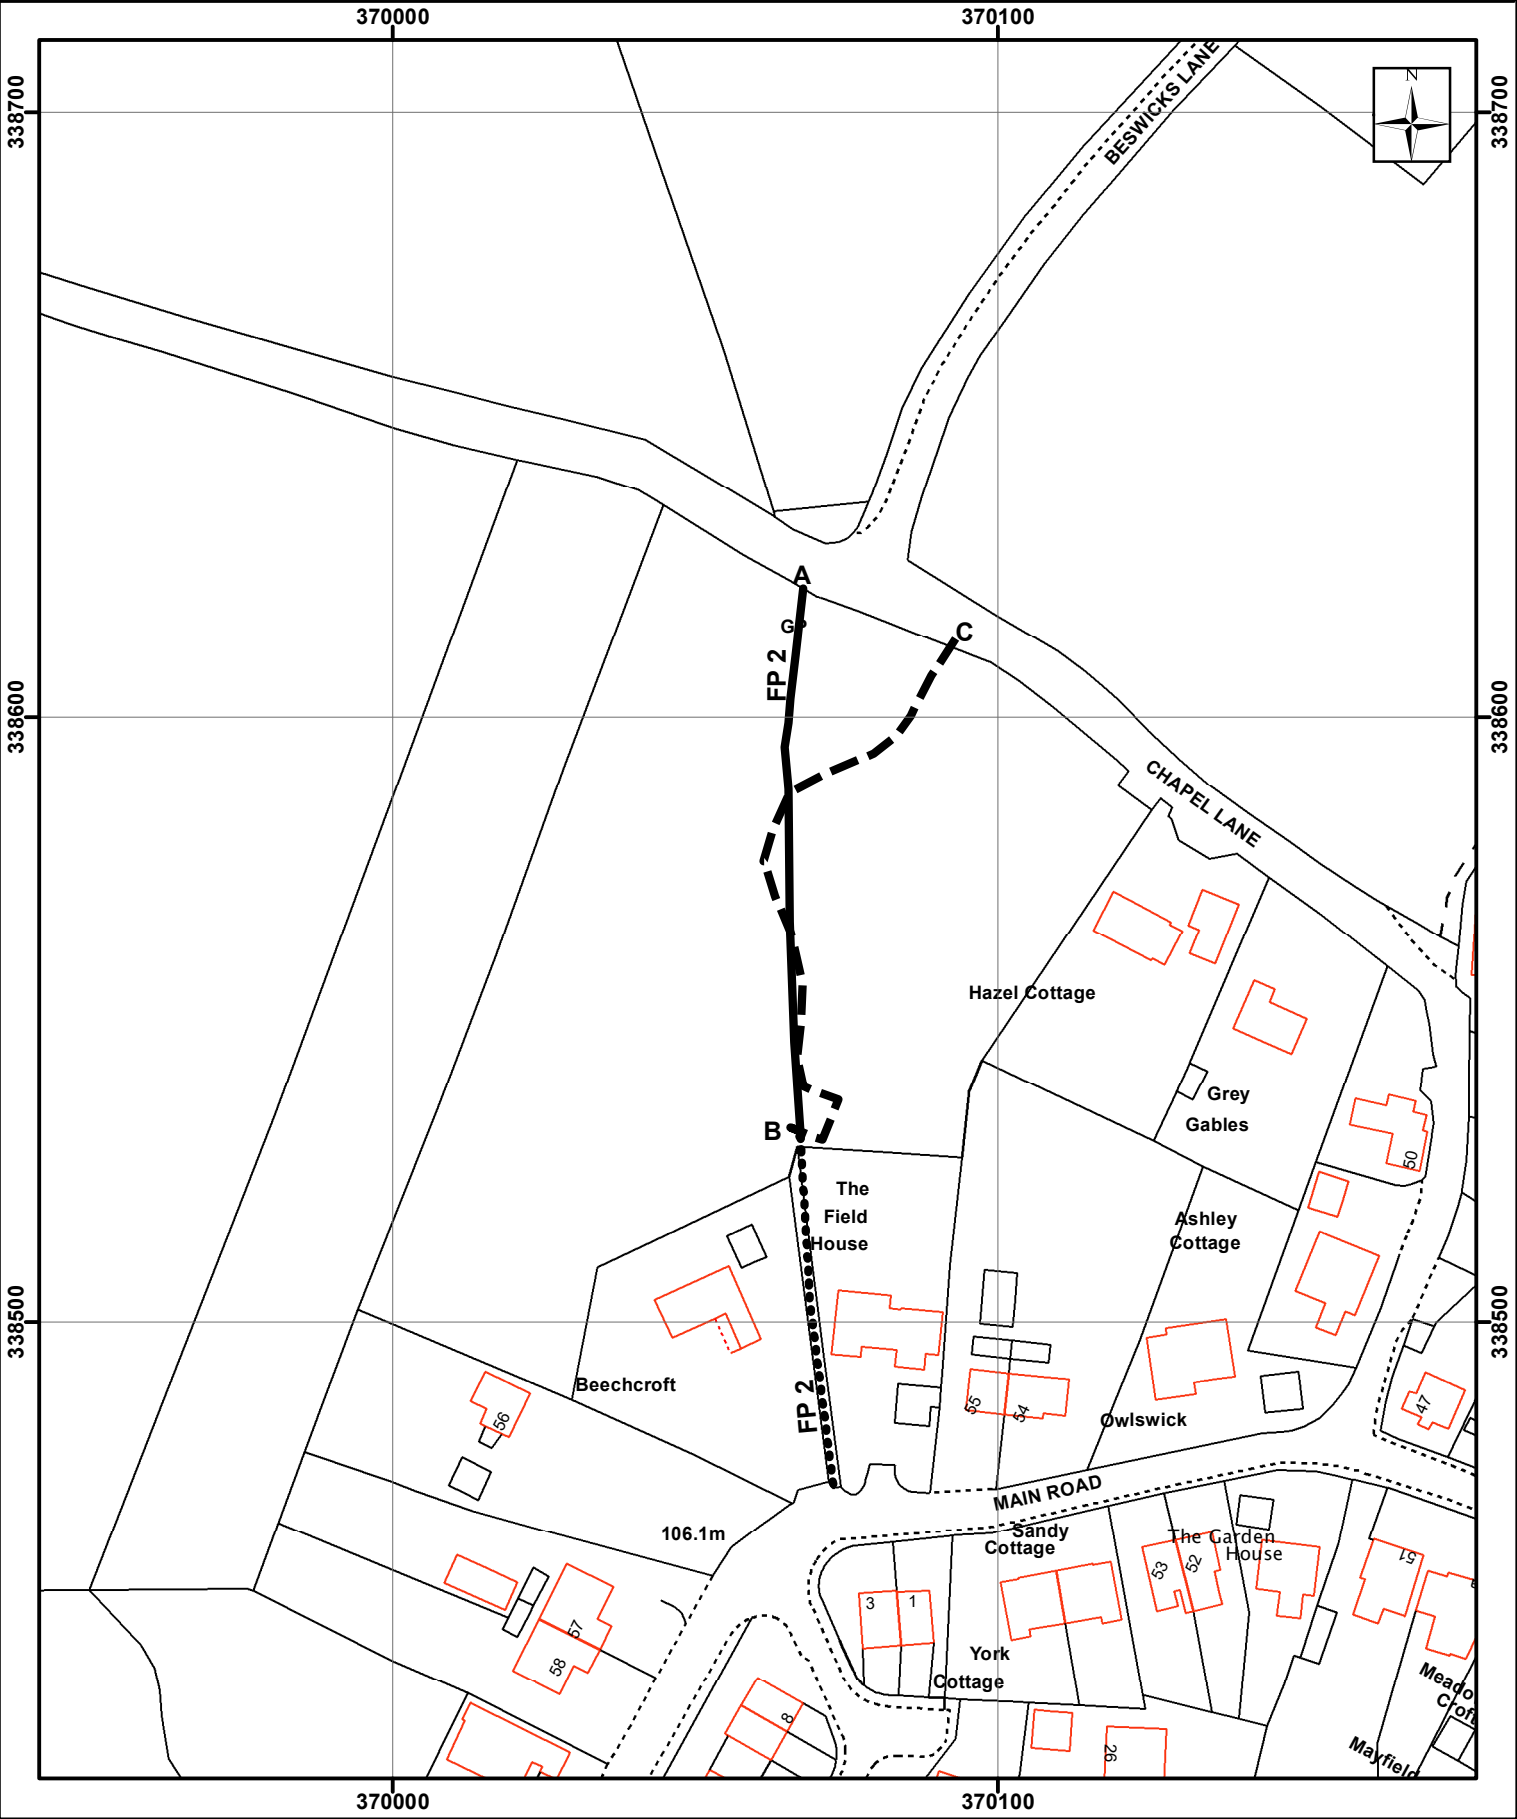 370000
370100
338700
338700
N
BESWICKS LANE
A
GP
FP 2
C
338600
338600
CHAPEL LANE
Hazel Cottage
Grey
Gables
50
B
The
Field
House
Ashley
Cottage
338500
338500
Beechcroft
FP 2
56
55
54
Owlswick
47
MAIN ROAD
106.1m
Sandy
Cottage
The Garden
House
53
52
51
3
1
57
58
York
Cottage
8
26
Meado
Croft
Mayfield
370000
370100